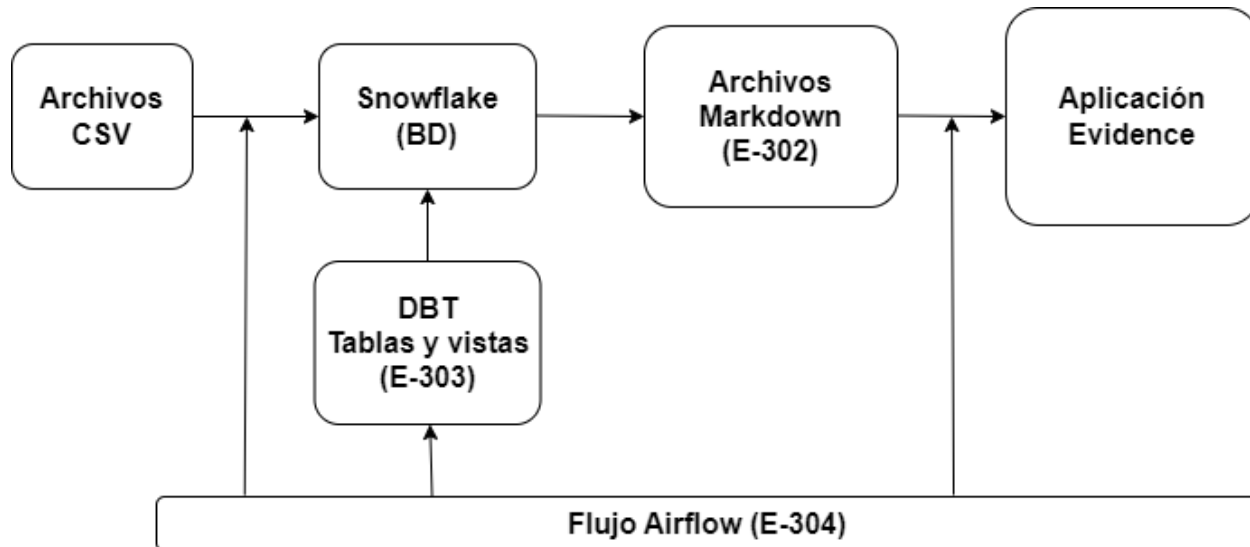 Archivos
CSV
Snowflake
(BD)
Archivos
Markdown
(E-302)
Aplicación
Evidence
DBT
Tablas y vistas
(E-303)
Flujo Airflow (E-304)